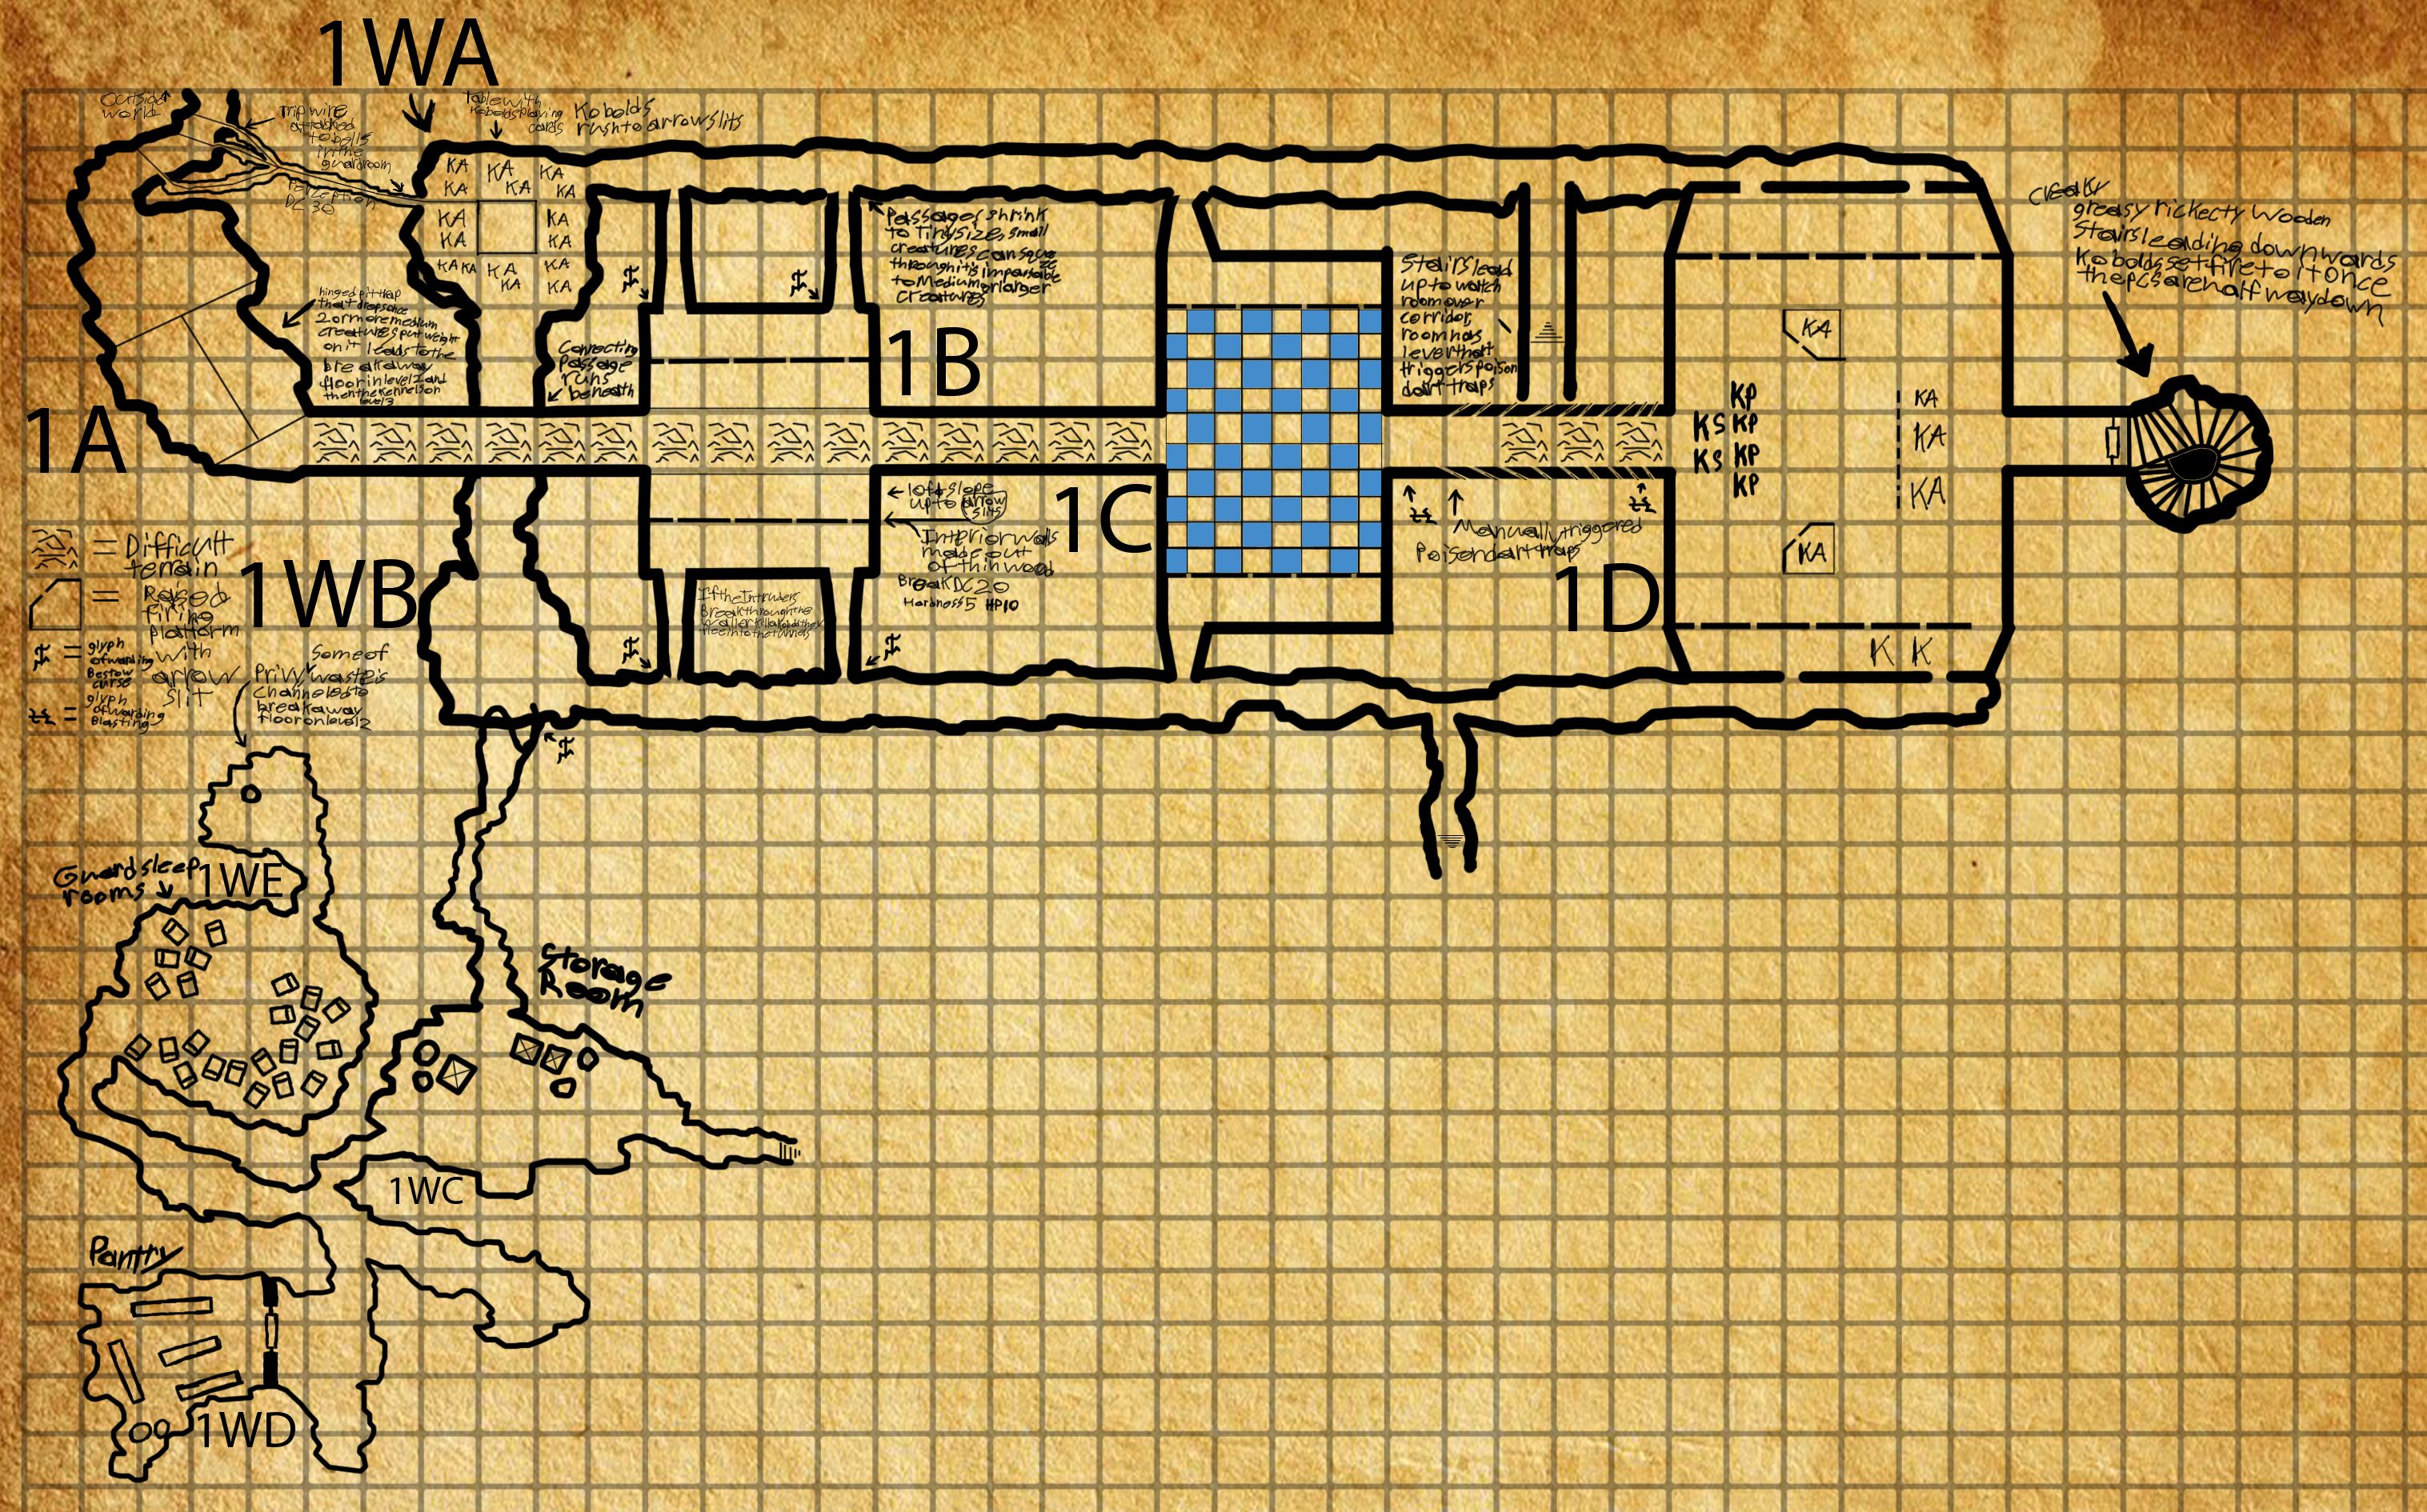 1WA
Outside
world
Trip wire
attached
to bells
in the
guardroom
Perception
DC 30
Table with
Kobolds playing
cards
Kobolds
rush to arrow slits
KA
KA
KA
KA
KA
KA
KA
KA
KA
KA
KA KA
KA
KA
KA
KA
hinged pit trap
that drops once
2 or more medium
creatures put weight
on it leads to the
breakaway
floor in level 2 and
then the kennels on
level 3
Connecting
passage
runs
beneath
Passages shrink
to Tiny size, small
creatures can squeeze
through it is impassable
to Medium or larger
creatures
1B
Stairs lead
up to watch
room over
corridor,
room has
lever that
triggers poison
dart traps
creaky
greasy rickecty wooden
Stairs leading downwards
Kobolds set fire to it once
the pcs are halfway down
KA
KP
KS KP
KP
KS
KP
KA
KA
KA
KA
1A
loft slope
up to arrow
slits
1C
Interior walls
made out
of thin wood
Break DC 20
Hardness 5 HP 10
Manually triggered
Poison dart traps
1D
K K
If the Intruders
Break through the
flee into the tunnels
= Difficult
terrain
= Raised
firing
platform
with
arrow
slit
= glyph
of warding
Bestow
curse
glyph
= of warding
Blasting
1WB
Some of
Privy waste is
channeled to
breakaway
floor on level 2
Guard sleep
rooms
1WE
Storage
Room
1WC
Pantry
1WD